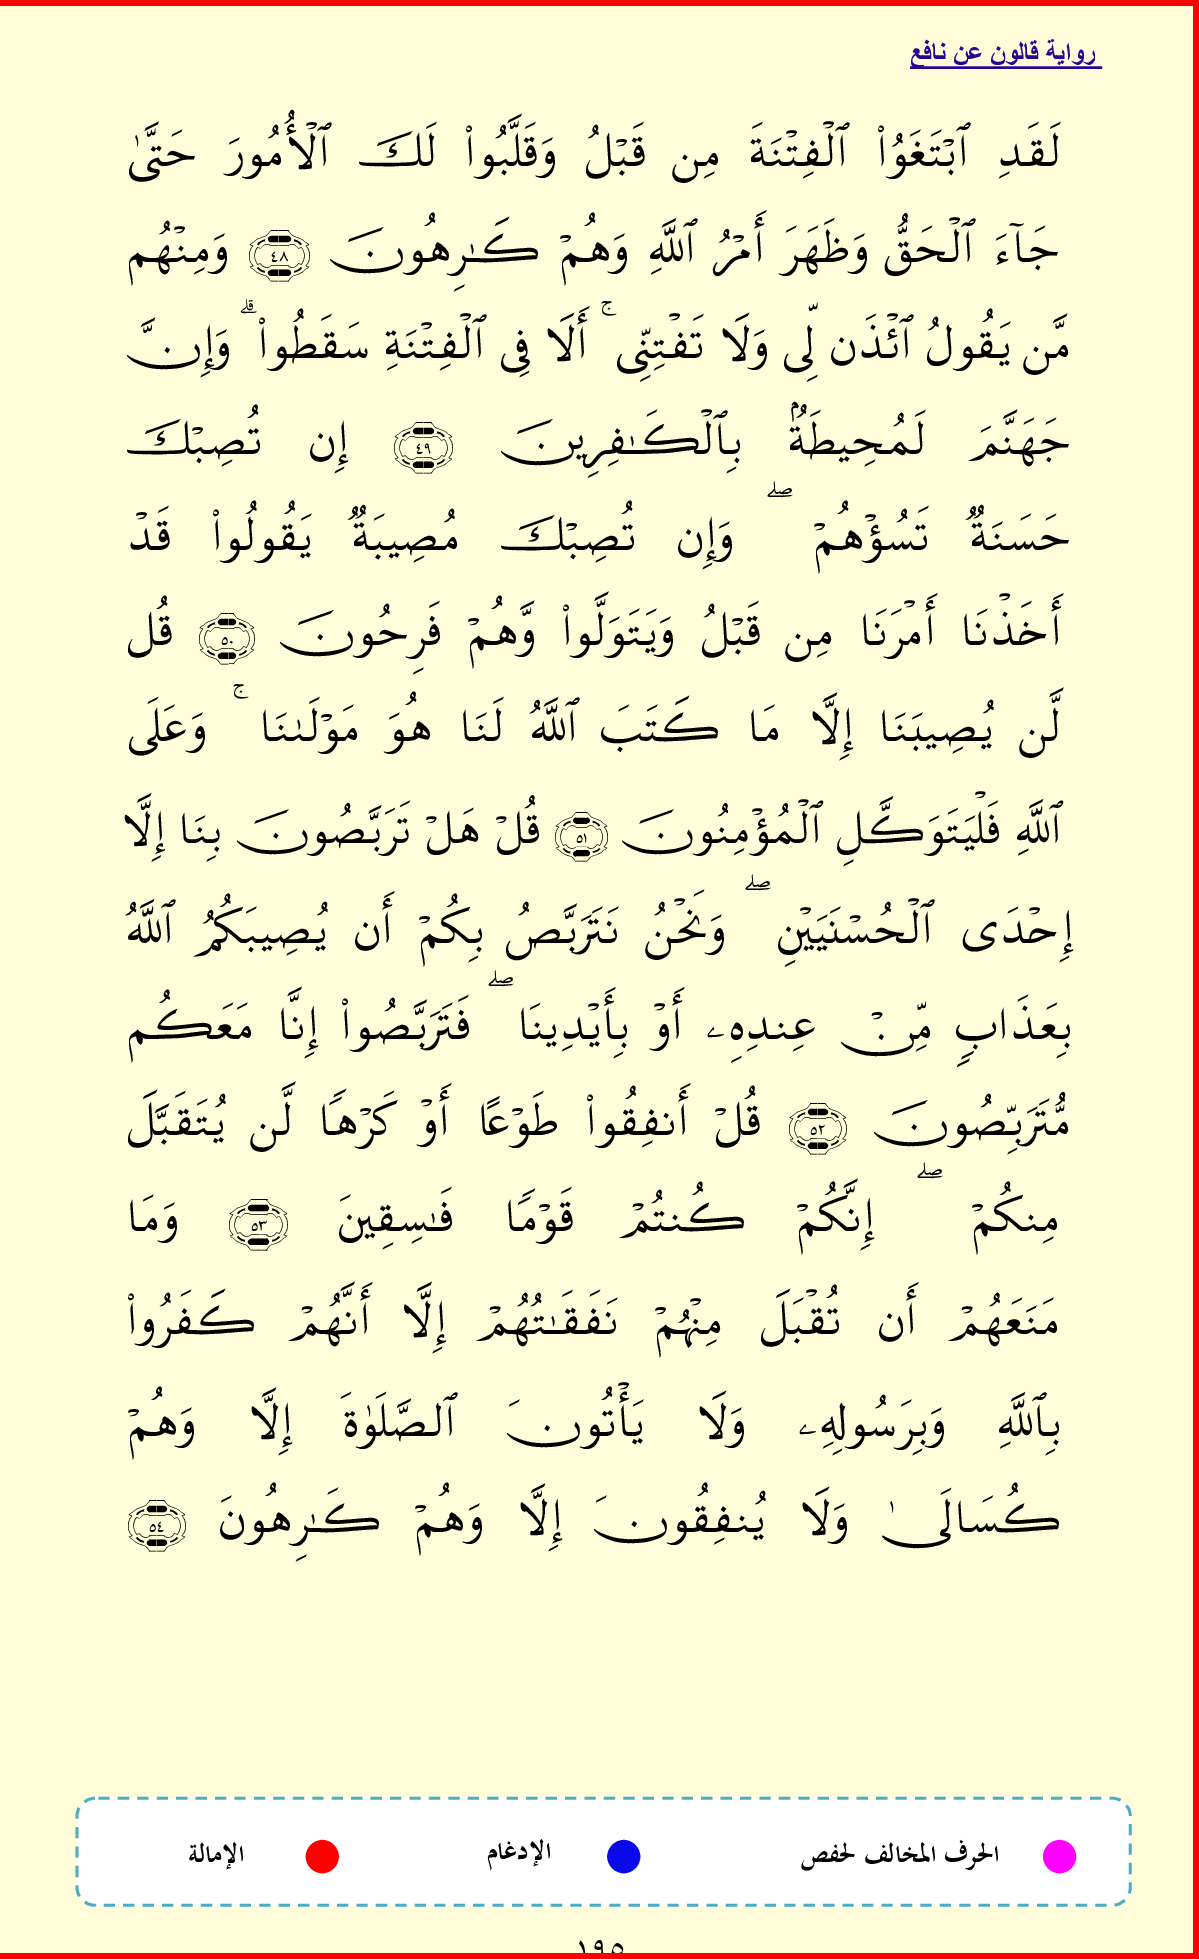 رواية قالون عن نافع
لَقَدِ ٱبْتَغَوُا۟ ٱلْفِتْنَةَ مِن قَبْلُ وَقَلَّبُوا۟ لَكَ ٱلْأُمُورَ حَتَّىٰ
جَآءَ ٱلْحَقُّ وَظَهَرَ أَمْرُ ٱللَّهِ وَهُمْ كَـٰرِهُونَ ٤٨ وَمِنْهُم
مَّن يَقُولُ ٱئْذَن لِّى وَلَا تَفْتِنِّى ۚ أَلَا فِى ٱلْفِتْنَةِ سَقَطُوا۟ ۗ وَإِنَّ
جَهَنَّمَ لَمُحِيطَةٌۢ بِٱلْكَـٰفِرِينَ ٤٩ إِن تُصِبْكَ
حَسَنَةٌ تَسُؤْهُمْ ۖ وَإِن تُصِبْكَ مُصِيبَةٌ يَقُولُوا۟ قَدْ
أَخَذْنَا أَمْرَنَا مِن قَبْلُ وَيَتَوَلَّوا۟ وَّهُمْ فَرِحُونَ ٥٠ قُل
لَّن يُصِيبَنَا إِلَّا مَا كَتَبَ ٱللَّهُ لَنَا هُوَ مَوْلَىٰنَا ۚ وَعَلَى
ٱللَّهِ فَلْيَتَوَكَّلِ ٱلْمُؤْمِنُونَ ٥١ قُلْ هَلْ تَرَبَّصُونَ بِنَا إِلَّا
إِحْدَى ٱلْحُسْنَيَيْنِ ۖ وَنَحْنُ نَتَرَبَّصُ بِكُمْ أَن يُصِيبَكُمُ ٱللَّهُ
بِعَذَابٍ مِّنْ عِندِهِۦ أَوْ بِأَيْدِينَا ۖ فَتَرَبَّصُوا۟ إِنَّا مَعَكُم
مُّتَرَبِّصُونَ ٥٢ قُلْ أَنفِقُوا۟ طَوْعًا أَوْ كَرْهًا لَّن يُتَقَبَّلَ
مِنكُمْ ۖ إِنَّكُمْ كُنتُمْ قَوْمًا فَـٰسِقِينَ ٥٣ وَمَا
مَنَعَهُمْ أَن تُقْبَلَ مِنْهُمْ نَفَقَـٰتُهُمْ إِلَّا أَنَّهُمْ كَفَرُوا۟
بِٱللَّهِ وَبِرَسُولِهِۦ وَلَا يَأْتُونَ ٱلصَّلَوٰةَ إِلَّا وَهُمْ
كُسَالَىٰ وَلَا يُنفِقُونَ إِلَّا وَهُمْ كَـٰرِهُونَ ٥٤
الحرف المخالف لحفص الإدغام الإمالة
١٩٥